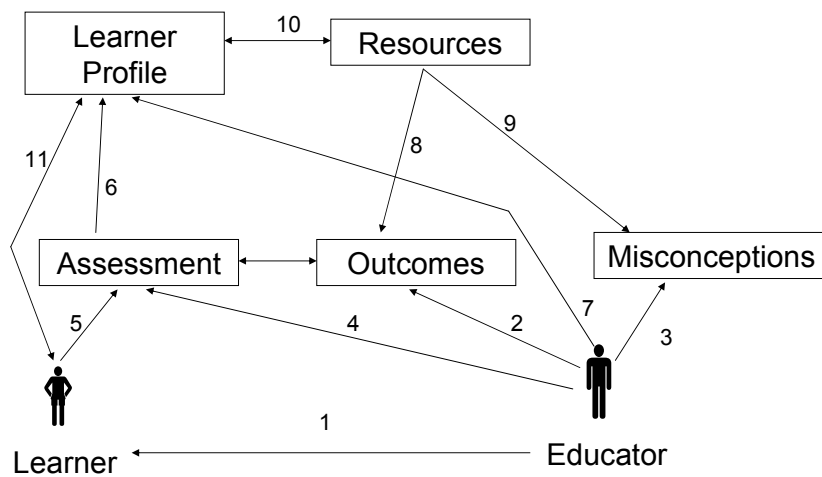 Learner
Profile
10
Resources
11
6
8
9
Assessment
Outcomes
Misconceptions
5
4
2
7
3
1
Learner
Educator